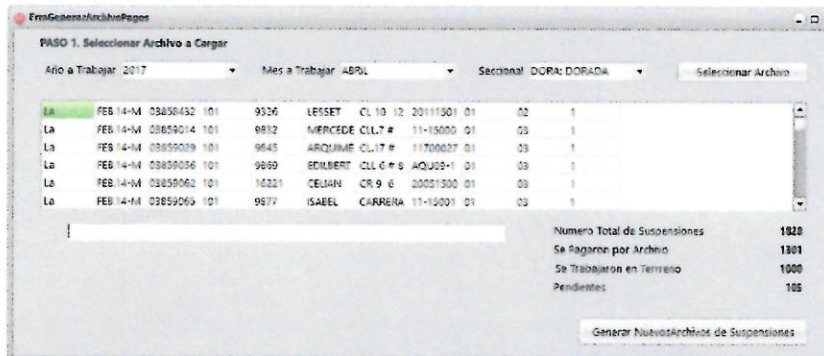 FrmGenerarArchivoPagos
PASO 1. Seleccionar Archivo a Cargar
Año a Trabajar 2017 Mes a Trabajar ABRIL Seccional DORA: DORADA Seleccionar Archivo
La FEB.14-M 03858432 101 9326 LESSET CL 10 12 20111501 01 02 1
La FEB.14-M 03859014 101 9832 MERCEDE CLL.7 # 11-15000 01 03 1
La FEB.14-M 03859029 101 9845 ARQUIME CL.17 # 11700027 01 03 1
La FEB.14-M 03859056 101 9869 EDILBERT CLL 6 # 8 AQU09-1 01 03 1
La FEB.14-M 03859062 101 16221 CELIAN CR 9 6 20051500 01 03 1
La FEB.14-M 03859065 101 9877 ISABEL CARRERA 11-15001 01 03 1
Numero Total de Suspensiones 1828
Se Pagaron por Archivo 1301
Se Trabajaron en Terrreno 1000
Pendientes 105
Generar NuevosArchivos de Suspensiones